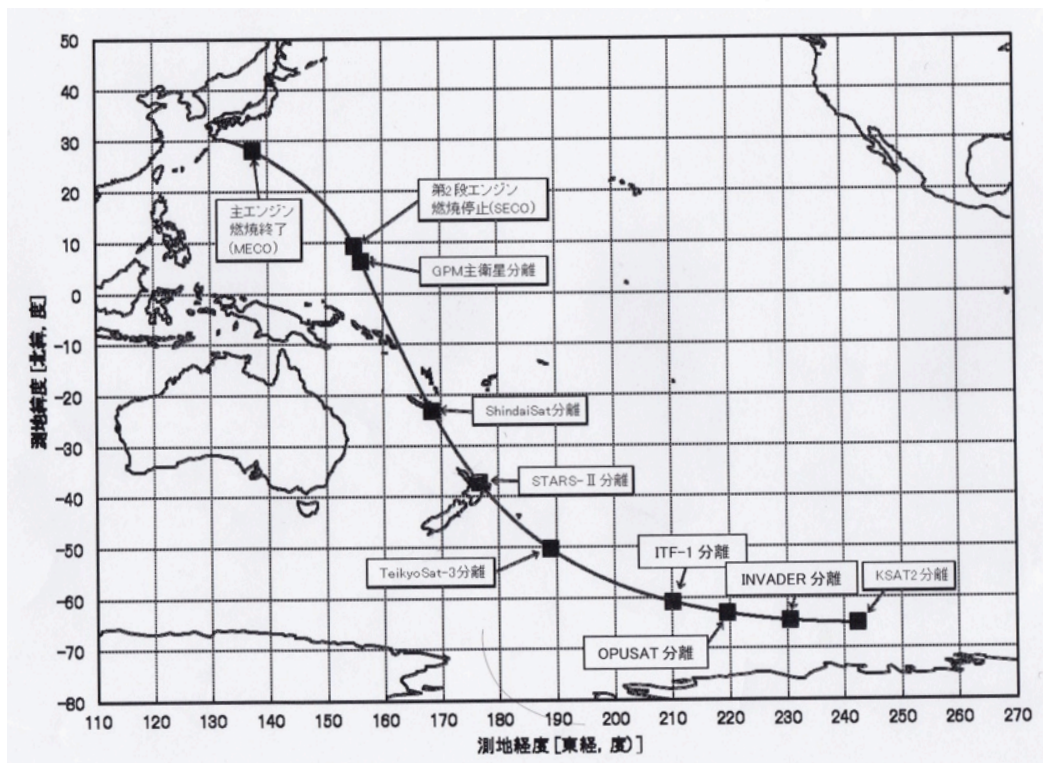 50
40
30
20
10
0
-10
-20
-30
-40
-50
-60
-70
-80
測地緯度[北緯,度]
第2段エンジン
燃焼停止(SECO)
主エンジン
燃焼終了
(MECO)
GPM主衛星分離
ShindaiSat分離
STARS-Ⅱ分離
TeikyoSat-3分離
ITF-1 分離
INVADER 分離
KSAT2分離
OPUSAT 分離
110 120 130 140 150 160 170 180 190 200 210 220 230 240 250 260 270
測地経度[東経,度)]